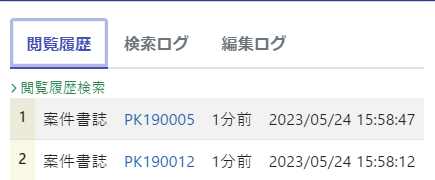 閲覧履歴 検索ログ 編集ログ
閲覧履歴検索
1 案件書誌 PK190005 1分前 2023/05/24 15:58:47
2 案件書誌 PK190012 1分前 2023/05/24 15:58:12